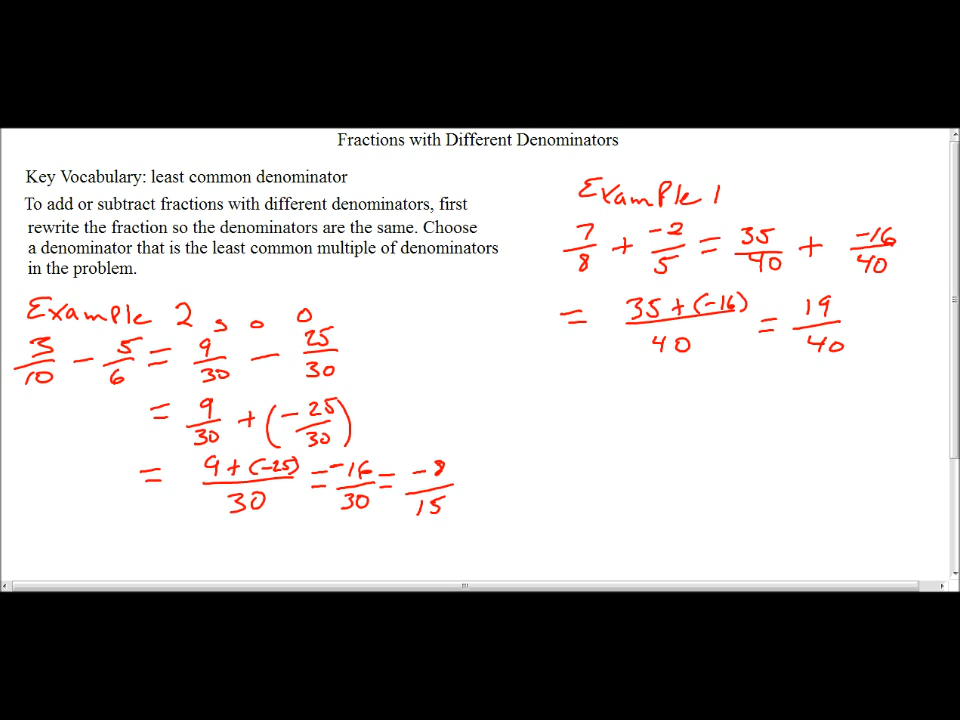 Fractions with Different Denominators
Key Vocabulary: least common denominator
To add or subtract fractions with different denominators, first
rewrite the fraction so the denominators are the same. Choose
a denominator that is the least common multiple of denominators
in the problem.
Example 1
7/8 + -2/5 = 35/40 + -16/40
= 35 + (-16)/40 = 19/40
Example 2
3/10 - 5/6 = 9/30 - 25/30
= 9/30 + (-25/30)
= 9 + (-25)/30 = -16/30 = -8/15